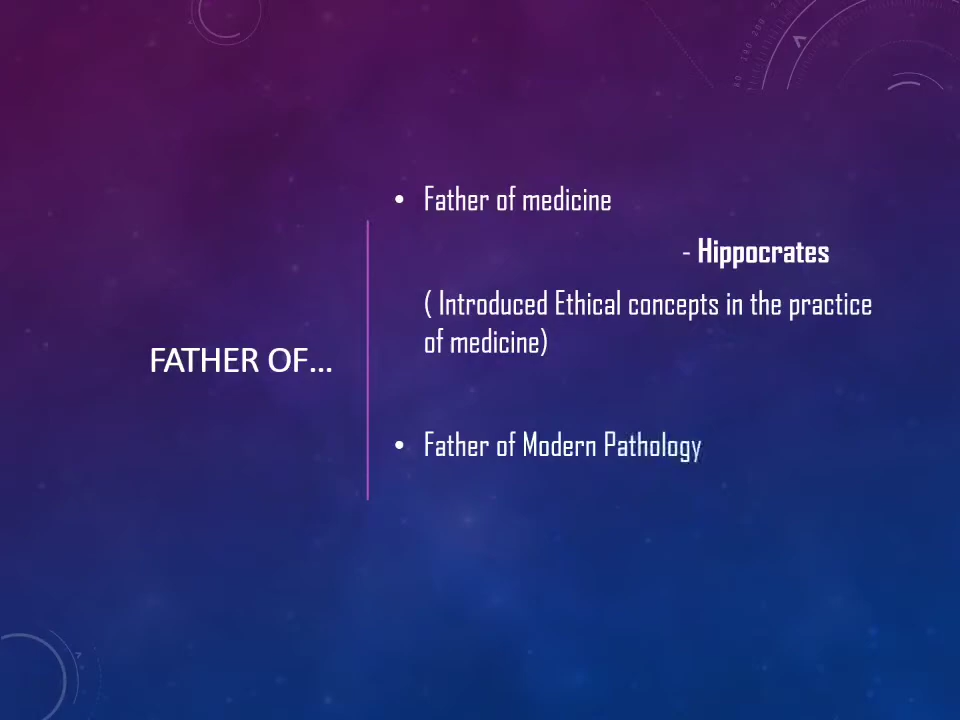 FATHER OF...
• Father of medicine
- Hippocrates
( Introduced Ethical concepts in the practice
of medicine)
• Father of Modern Pathology